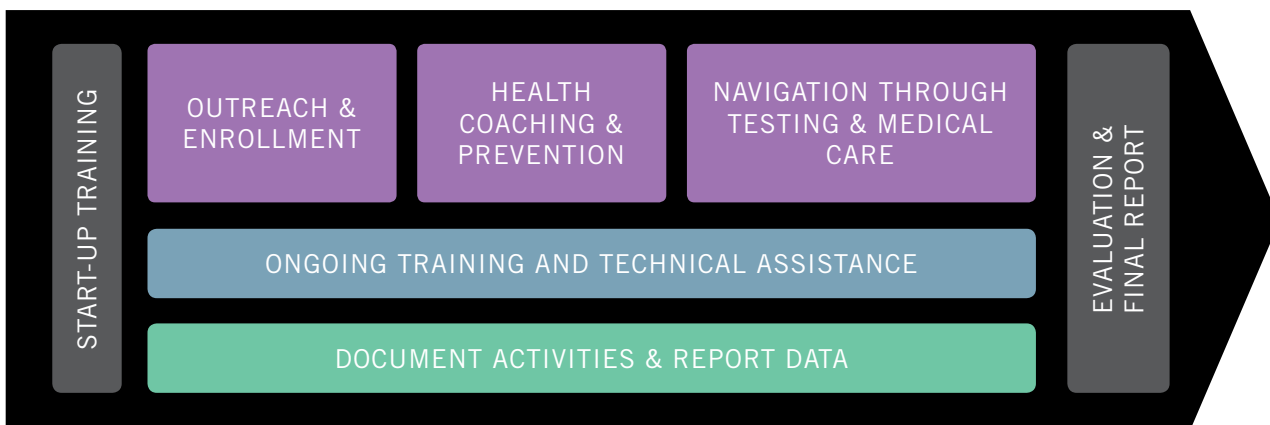 START-UP TRAINING
OUTREACH &
ENROLLMENT
HEALTH
COACHING &
PREVENTION
NAVIGATION THROUGH
TESTING & MEDICAL
CARE
ONGOING TRAINING AND TECHNICAL ASSISTANCE
DOCUMENT ACTIVITIES & REPORT DATA
EVALUATION &
FINAL REPORT